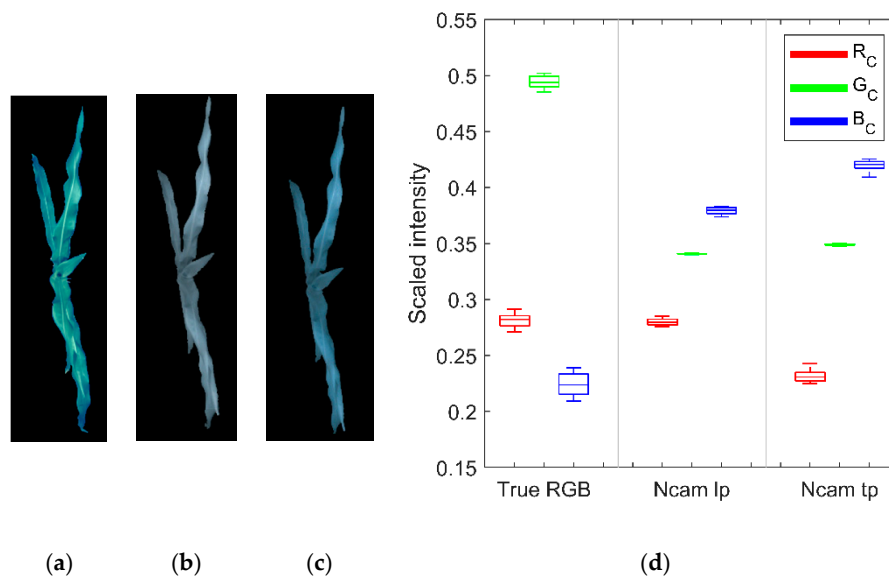 0.55
0.5
0.45
0.4
0.35
0.3
0.25
0.2
0.15
Scaled intensity
R_C
G_C
B_C
True RGB Ncam lp Ncam tp
(a) (b) (c) (d)